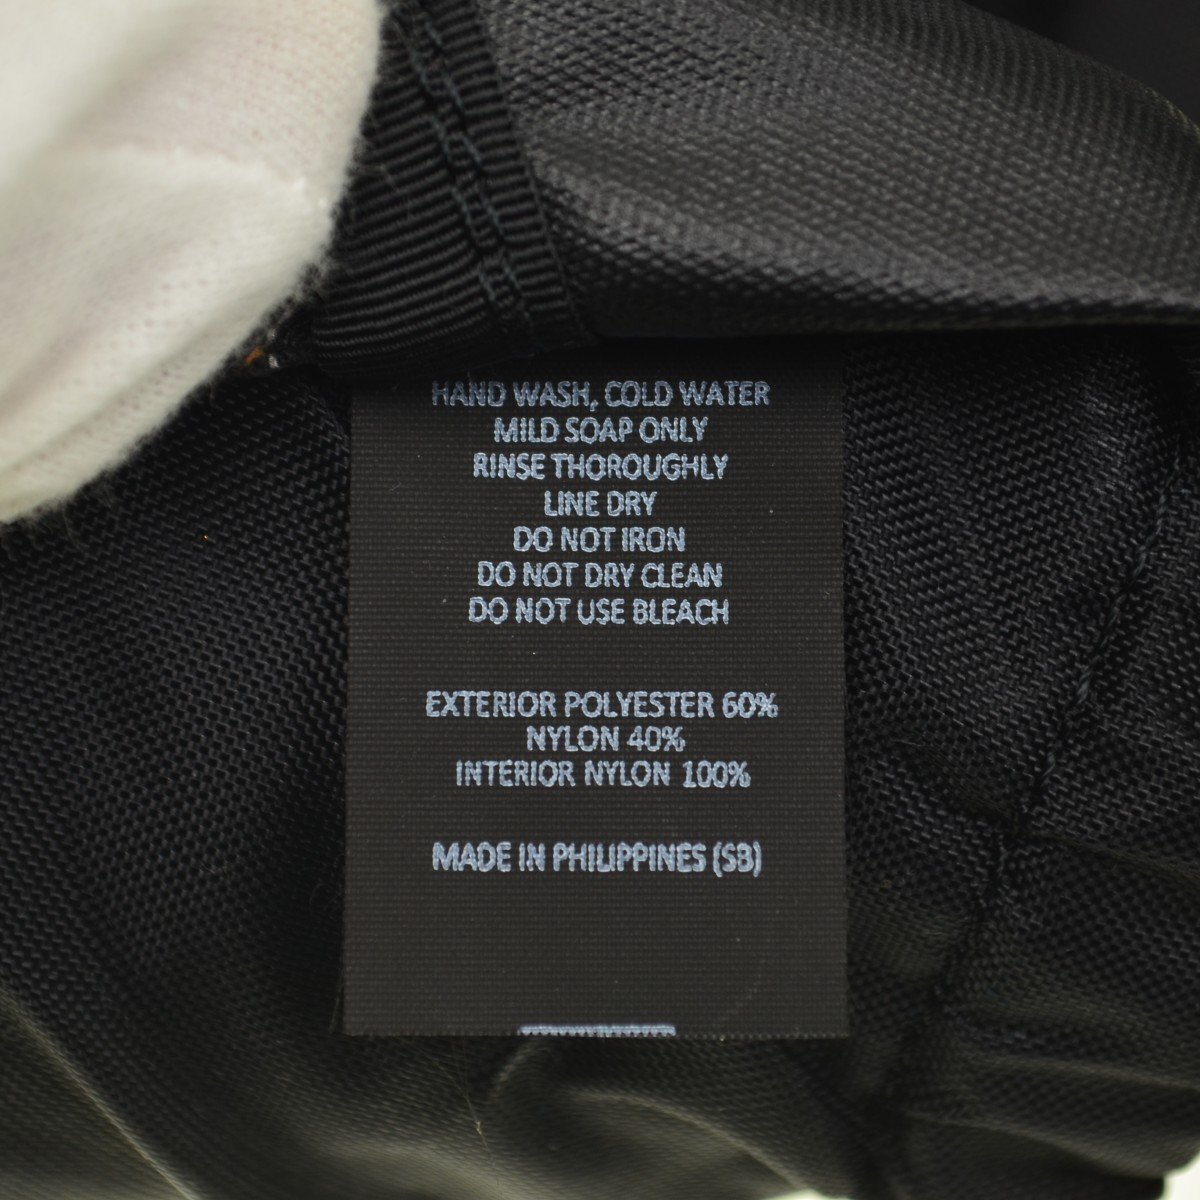 HAND WASH, COLD WATER
MILD SOAP ONLY
RINSE THOROUGHLY
LINE DRY
DO NOT IRON
DO NOT DRY CLEAN
DO NOT USE BLEACH
EXTERIOR POLYESTER 60%
NYLON 40%
INTERIOR NYLON 100%
MADE IN PHILIPPINES (SB)